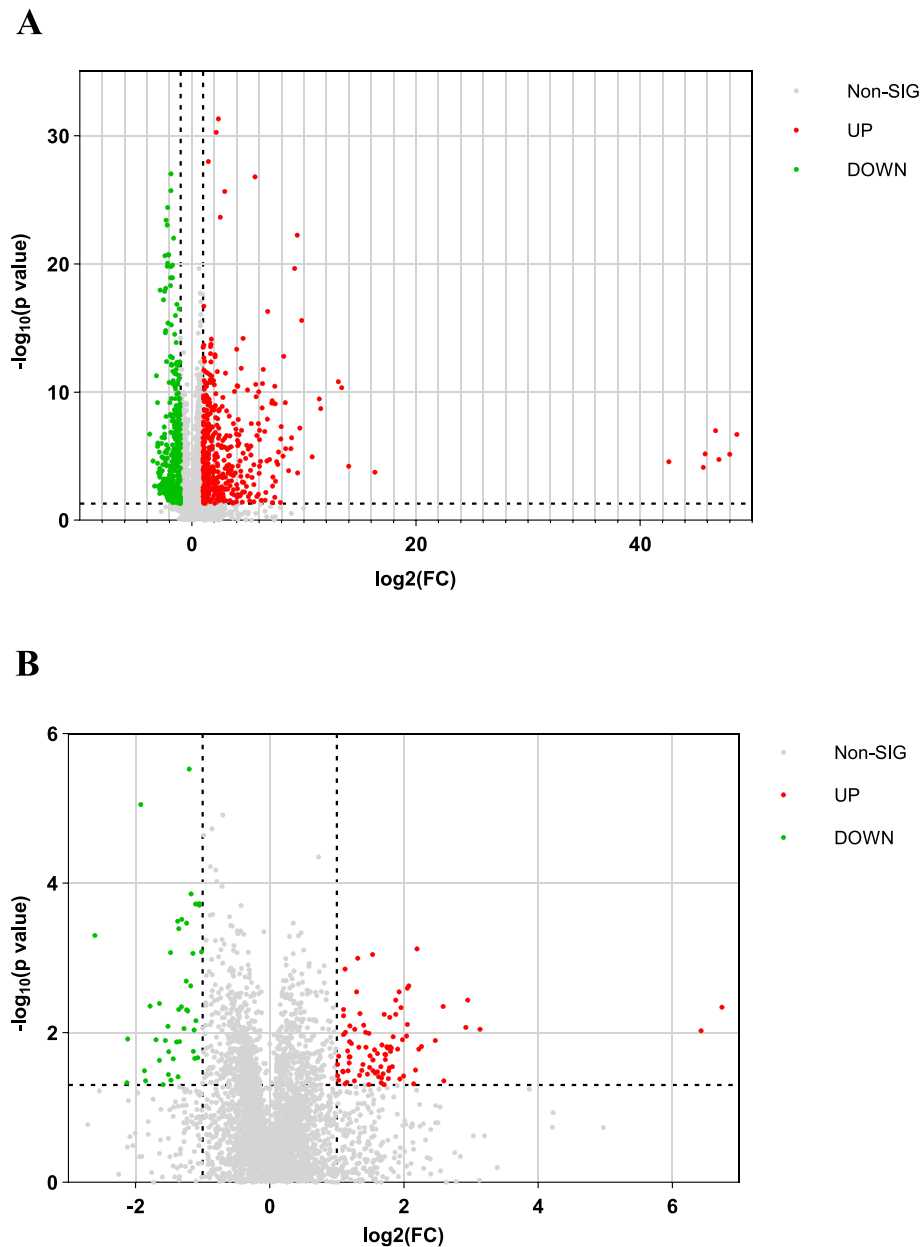 A
Non-SIG
UP
DOWN
30
20
10
0
-log₁₀(p value)
0
20
40
log2(FC)
B
Non-SIG
UP
DOWN
6
4
2
0
-log₁₀(p value)
-2
0
2
4
6
log2(FC)